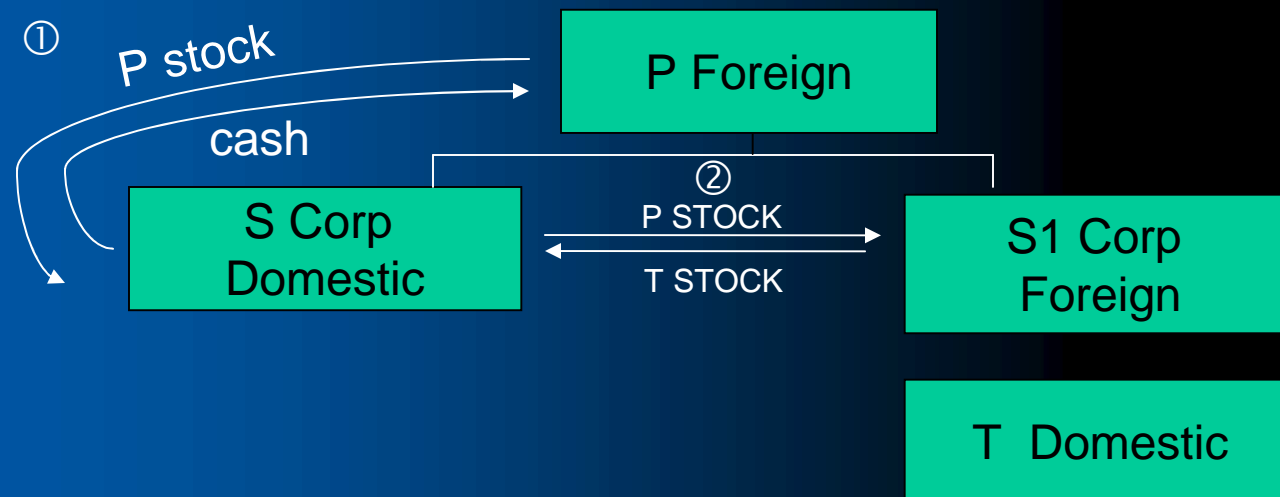 ①
P stock
cash
P Foreign
②
P STOCK
T STOCK
S Corp
Domestic
S1 Corp
Foreign
T Domestic